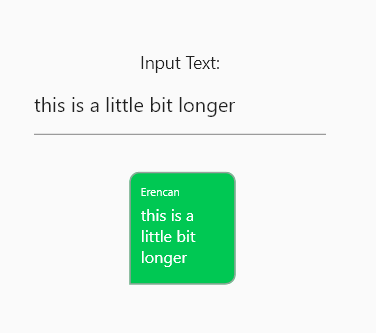 Input Text:
this is a little bit longer
Erencan
this is a
little bit
longer